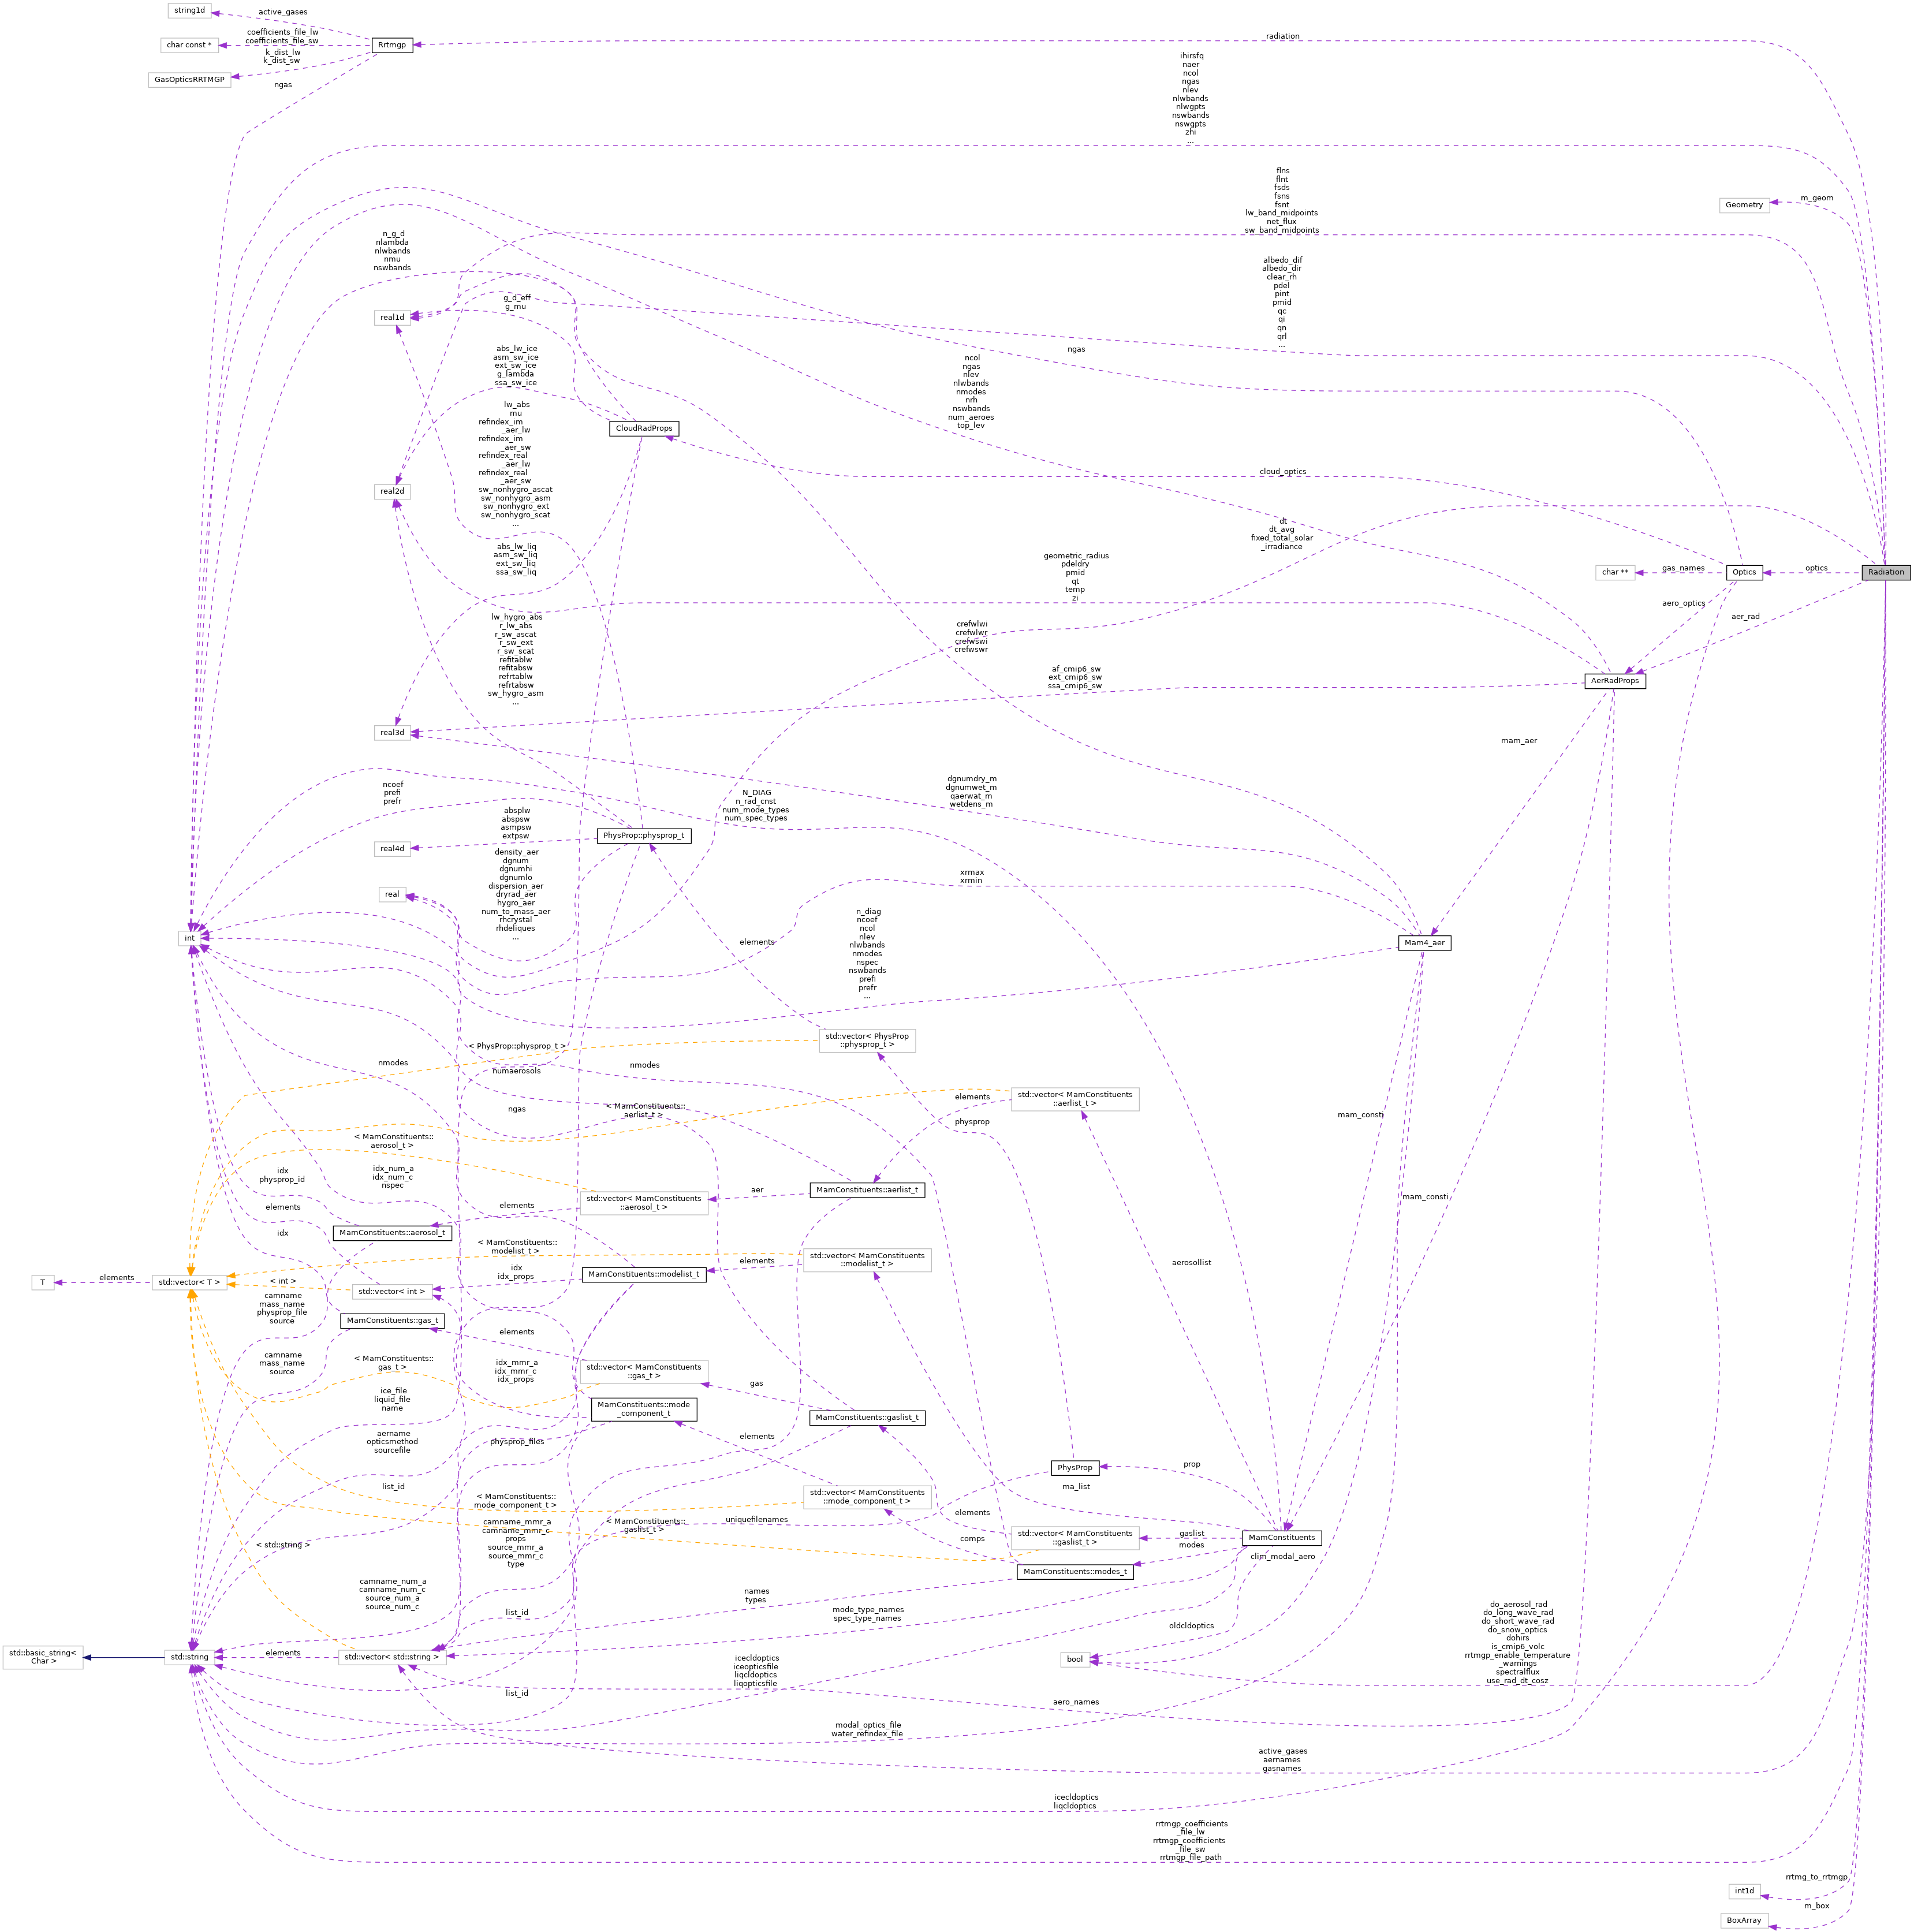 string1d
active_gases
char const *
coefficients_file_lw
coefficients_file_sw
k_dist_lw
k_dist_sw
GasOpticsRRTMGP
Rrtmgp
ngas
radiation
ihirsfq
naer
ncol
ngas
nlev
nlwbands
nlwgpts
nswbands
nswgpts
zhi
...
flns
flnt
fsds
fsns
fsnt
lw_band_midpoints
net_flux
sw_band_midpoints
Geometry
m_geom
n_g_d
nlambda
nlwbands
nmu
nswbands
albedo_dif
albedo_dir
clear_rh
pdel
pint
pmid
qc
qi
qn
qrl
...
real1d
g_d_eff
g_mu
ngas
abs_lw_ice
asm_sw_ice
ext_sw_ice
g_lambda
ssa_sw_ice
ncol
ngas
nlev
nlwbands
nmodes
nrh
nswbands
num_aeroes
top_lev
CloudRadProps
lw_abs
mu
refindex_im
_aer_lw
refindex_im
_aer_sw
refindex_real
_aer_lw
refindex_real
_aer_sw
sw_nonhygro_ascat
sw_nonhygro_asm
sw_nonhygro_ext
sw_nonhygro_scat
...
real2d
cloud_optics
dt
dt_avg
fixed_total_solar
_irradiance
abs_lw_liq
asm_sw_liq
ext_sw_liq
ssa_sw_liq
geometric_radius
pdeldry
pmid
qt
temp
zi
char **
gas_names
Optics
optics
Radiation
aero_optics
aer_rad
lw_hygro_abs
r_lw_abs
r_sw_ascat
r_sw_ext
r_sw_scat
refitablw
refitabsw
refrtablw
refrtabsw
sw_hygro_asm
...
crefwlwi
crefwlwr
crefwswi
crefwswr
af_cmip6_sw
ext_cmip6_sw
ssa_cmip6_sw
AerRadProps
real3d
mam_aer
ncoef
prefi
prefr
dgnumdry_m
dgnumwet_m
qaerwat_m
wetdens_m
N_DIAG
n_rad_cnst
num_mode_types
num_spec_types
absplw
abspsw
asmpsw
extpsw
PhysProp::physprop_t
real4d
density_aer
dgnum
dgnumhi
dgnumlo
dispersion_aer
dryrad_aer
hygro_aer
num_to_mass_aer
rhcrystal
rhdeliques
...
real
xrmax
xrmin
n_diag
ncoef
ncol
nlev
nlwbands
nmodes
nspec
nswbands
prefi
prefr
...
int
elements
Mam4_aer
std::vector< PhysProp
::physprop_t >
< PhysProp::physprop_t >
nmodes
numaerosols
nmodes
std::vector< MamConstituents
::aerlist_t >
elements
< MamConstituents::
aerlist_t >
ngas
physprop
mam_consti
< MamConstituents::
aerosol_t >
idx
physprop_id
idx_num_a
idx_num_c
nspec
std::vector< MamConstituents
::aerosol_t >
aer
MamConstituents::aerlist_t
mam_consti
elements
elements
MamConstituents::aerosol_t
idx
< MamConstituents::
modelist_t >
std::vector< MamConstituents
::modelist_t >
elements
aerosollist
T
elements
std::vector< T >
< int >
std::vector< int >
idx
idx_props
MamConstituents::modelist_t
camname
mass_name
physprop_file
source
MamConstituents::gas_t
elements
camname
mass_name
source
< MamConstituents::
gas_t >
idx_mmr_a
idx_mmr_c
idx_props
std::vector< MamConstituents
::gas_t >
gas
ice_file
liquid_file
name
MamConstituents::mode
_component_t
MamConstituents::gaslist_t
aername
opticsmethod
sourcefile
physprop_files
elements
PhysProp
prop
list_id
ma_list
< MamConstituents::
mode_component_t >
std::vector< MamConstituents
::mode_component_t >
camname_mmr_a
camname_mmr_c
props
source_mmr_a
source_mmr_c
type
< MamConstituents::
gaslist_t >
uniquefilenames
elements
comps
std::vector< MamConstituents
::gaslist_t >
gaslist
modes
MamConstituents
clim_modal_aero
< std::string >
MamConstituents::modes_t
camname_num_a
camname_num_c
source_num_a
source_num_c
names
types
list_id
mode_type_names
spec_type_names
oldcldoptics
do_aerosol_rad
do_long_wave_rad
do_short_wave_rad
do_snow_optics
dohirs
is_cmip6_volc
rrtmgp_enable_temperature
_warnings
spectralflux
use_rad_dt_cosz
std::basic_string<
Char >
std::string
elements
std::vector< std::string >
bool
icecldoptics
iceopticsfile
liqcldoptics
liqopticsfile
list_id
aero_names
modal_optics_file
water_refindex_file
active_gases
aernames
gasnames
icecldoptics
liqcldoptics
rrtmgp_coefficients
_file_lw
rrtmgp_coefficients
_file_sw
rrtmgp_file_path
rrtmg_to_rrtmgp
int1d
m_box
BoxArray